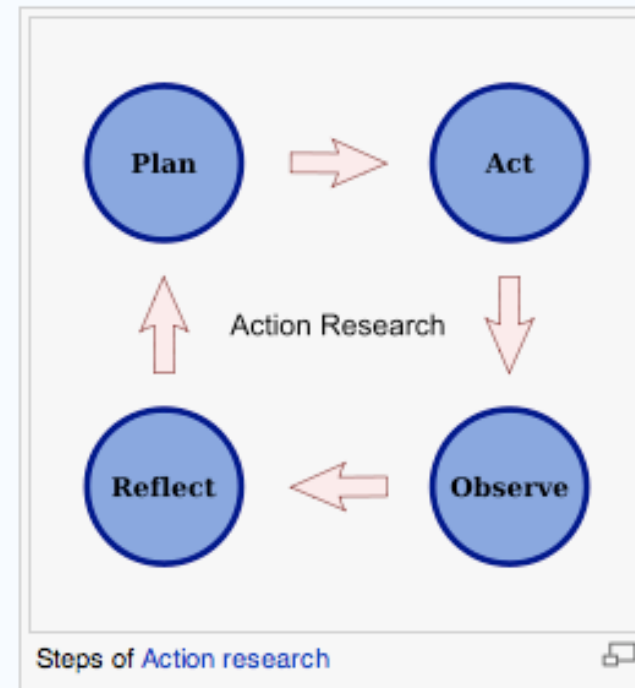 Plan
Act
Action Research
Reflect
Observe
Steps of Action research